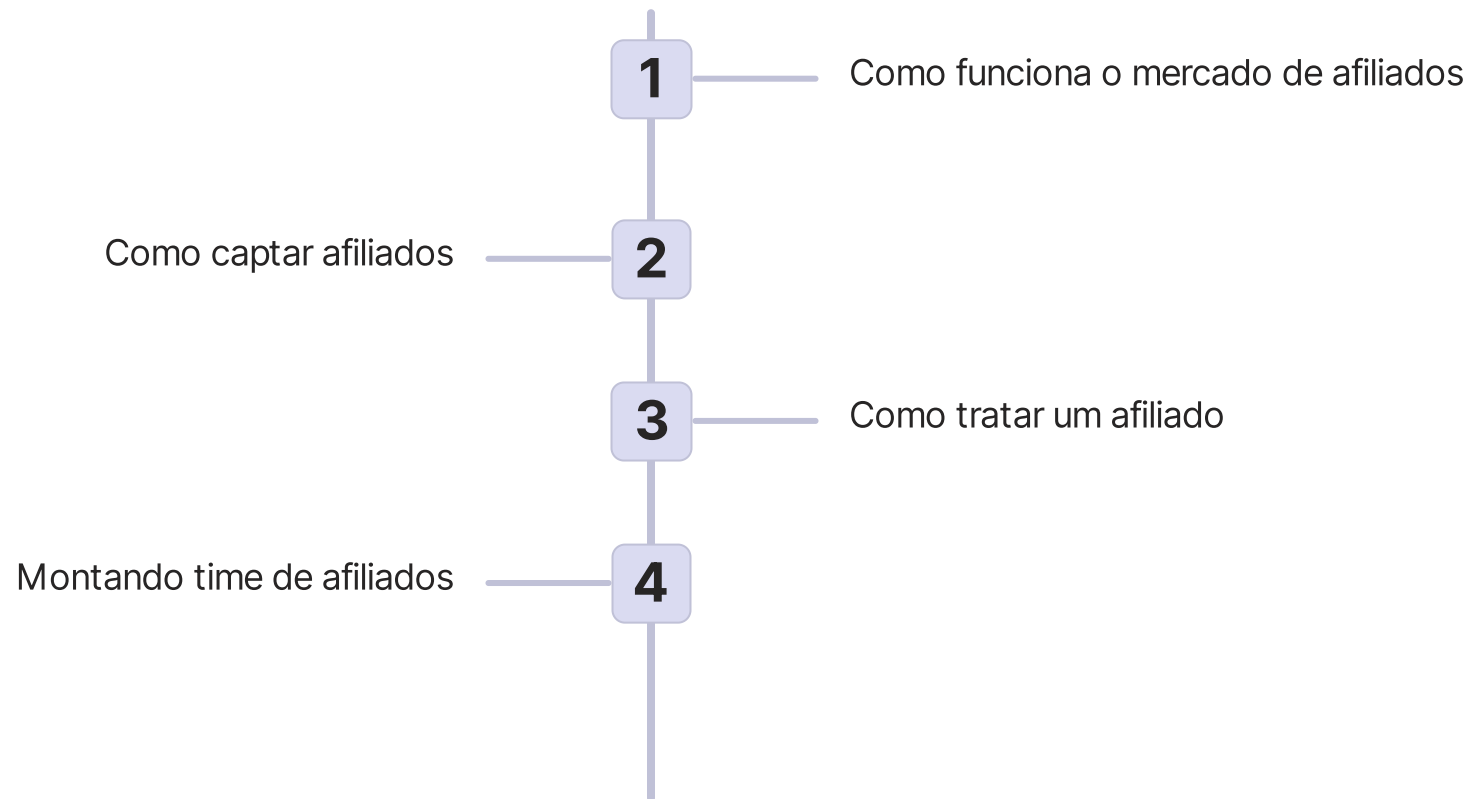 1
Como funciona o mercado de afiliados
Como captar afiliados
2
3
Como tratar um afiliado
Montando time de afiliados
4